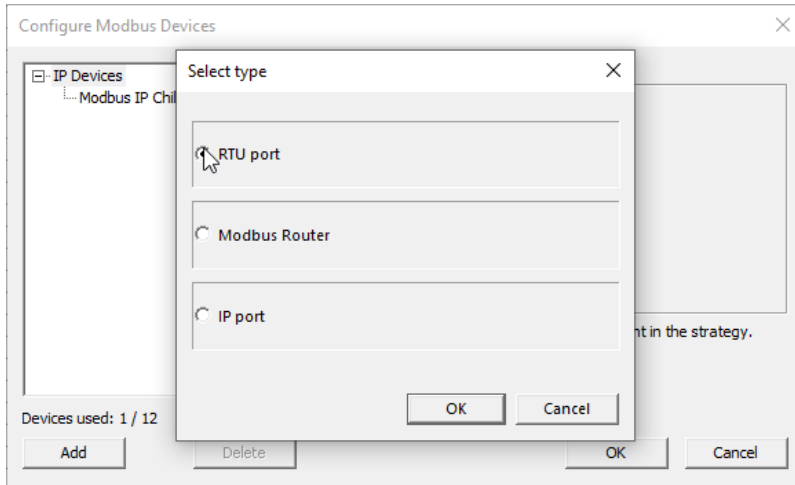 Configure Modbus Devices
IP Devices
Modbus IP Chil
Select type
RTU port
Modbus Router
IP port
OK Cancel
nt in the strategy.
Devices used: 1 / 12
Add Delete OK Cancel